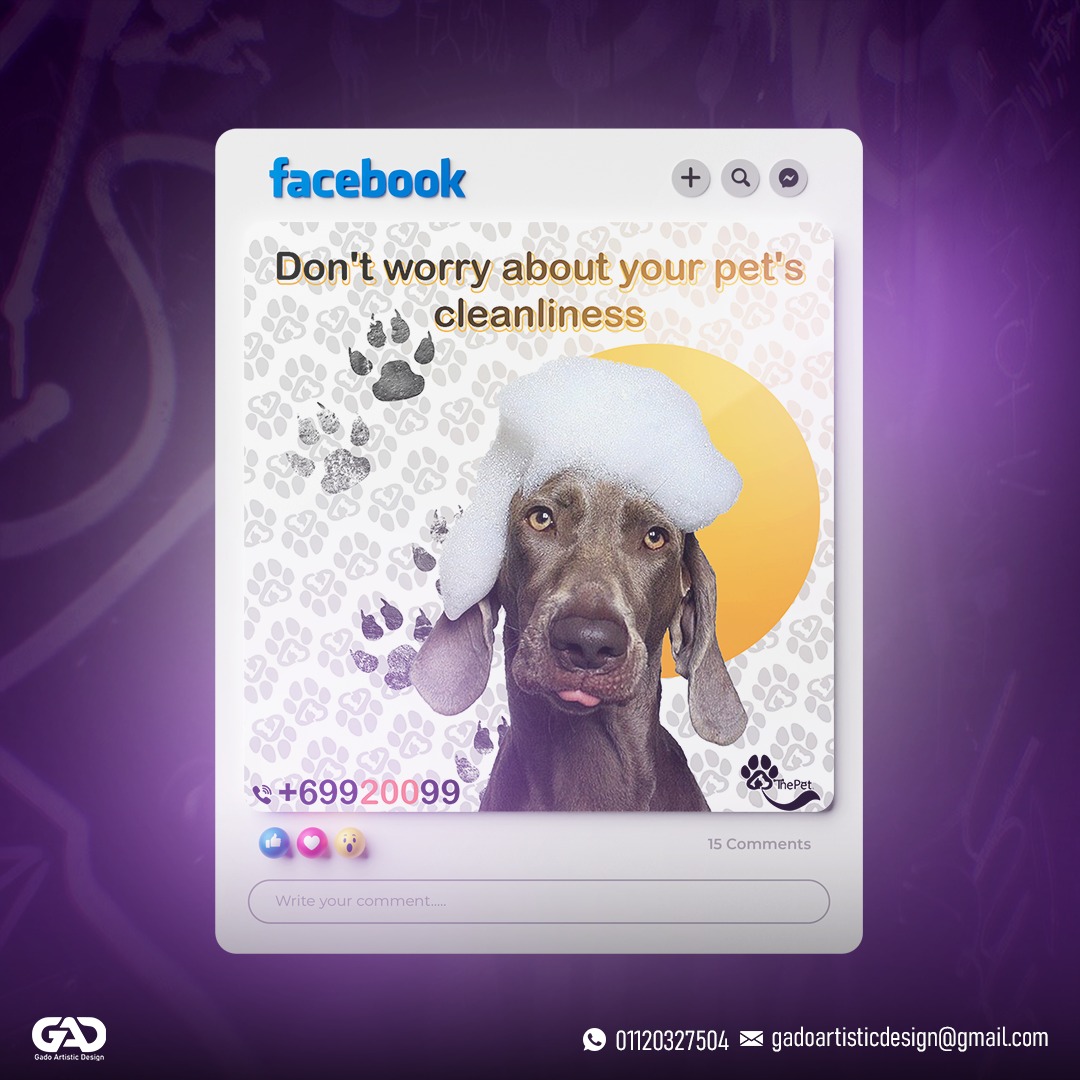 facebook
Don't worry about your pet's
cleanliness
+69920099
ThePet
15 Comments
Write your comment.....
GAD
Gado Artistic Design
01120327504
gadoartisticdesign@gmail.com